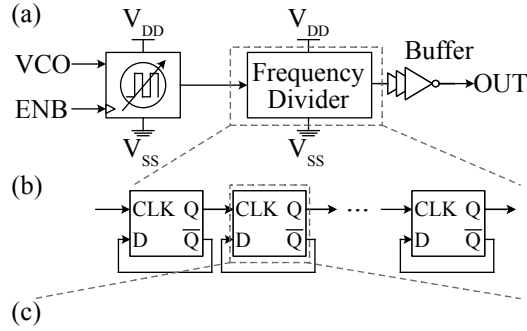 (a)
V_DD
V_DD
VCO
ENB
Frequency
Divider
Buffer
OUT
V_SS
V_SS
(b)
CLK Q
D Q̅
CLK Q
D Q̅
...
CLK Q
D Q̅
(c)